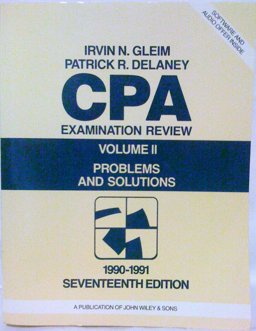 SOFTWARE AND
AUDIO OFFER INSIDE
IRVIN N. GLEIM
PATRICK R. DELANEY
CPA
EXAMINATION REVIEW
VOLUME II
PROBLEMS
AND SOLUTIONS
1990-1991
SEVENTEENTH EDITION
A PUBLICATION OF JOHN WILEY & SONS